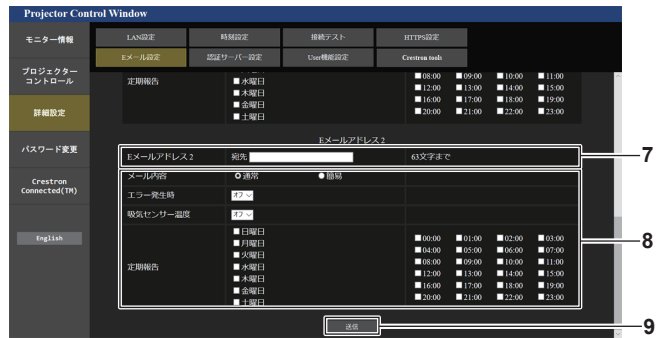 Projector Control Window
モニター情報
プロジェクター
コントロール
詳細設定
パスワード変更
Crestron
Connected(TM)
English
LAN設定 時刻設定 接続テスト HTTPS設定
Eメール設定 認証サーバー設定 User機能設定 Crestron tools
定期報告
水曜日
木曜日
金曜日
土曜日
08:00 09:00 10:00 11:00
12:00 13:00 14:00 15:00
16:00 17:00 18:00 19:00
20:00 21:00 22:00 23:00
Eメールアドレス2
Eメールアドレス2 宛先 63文字まで
7
メール内容 通常 簡易
エラー発生時 オフ
吸気センサー温度 オフ
定期報告
日曜日
月曜日
火曜日
水曜日
木曜日
金曜日
土曜日
00:00 01:00 02:00 03:00
04:00 05:00 06:00 07:00
08:00 09:00 10:00 11:00
12:00 13:00 14:00 15:00
16:00 17:00 18:00 19:00
20:00 21:00 22:00 23:00
8
送信
9